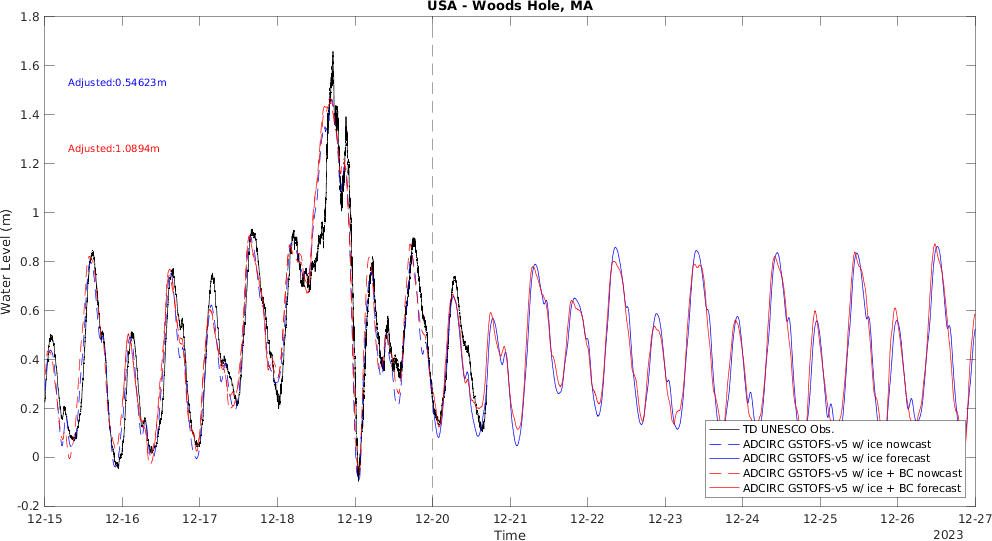 USA - Woods Hole, MA
1.8
1.6
1.4
1.2
1
0.8
0.6
0.4
0.2
0
-0.2
Water Level (m)
Adjusted:0.54623m
Adjusted:1.0894m
TD UNESCO Obs.
ADCIRC GSTOFS-v5 w/ ice nowcast
ADCIRC GSTOFS-v5 w/ ice forecast
ADCIRC GSTOFS-v5 w/ ice + BC nowcast
ADCIRC GSTOFS-v5 w/ ice + BC forecast
12-15 12-16 12-17 12-18 12-19 12-20 12-21 12-22 12-23 12-24 12-25 12-26 12-27
Time
2023